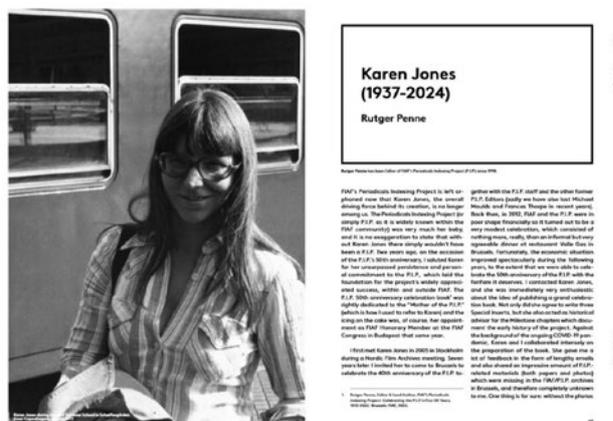 Karen Jones
(1937-2024)
Rutger Penne
Rutger Penne has been Editor of FIAF's Periodicals Indexing Project (P.I.P.) since 1998.
FIAF's Periodicals Indexing Project is left or-
phaned now that Karen Jones, the overall
driving force behind its creation, is no longer
among us. The Periodicals Indexing Project (or
simply P.I.P. as it is widely known within the
FIAF community) was very much her baby,
and it is no exaggeration to state that with-
out Karen Jones there simply wouldn't have
been a P.I.P. Two years ago, on the occasion
of the P.I.P.'s 50th anniversary, I saluted Karen
for her unsurpassed persistence and person-
al commitment to the P.I.P., which laid the
foundation for the project's widely appreci-
ated success, within and outside FIAF. The
P.I.P. 50th-anniversary celebration book¹ was
rightly dedicated to the "Mother of the P.I.P."
(which is how I used to refer to Karen) and the
icing on the cake was, of course, her appoint-
ment as FIAF Honorary Member at the FIAF
Congress in Budapest that same year.
I first met Karen Jones in 2005 in Stockholm
during a Nordic Film Archives meeting. Seven
years later I invited her to come to Brussels to
celebrate the 40th anniversary of the P.I.P. to-
gether with the P.I.P. staff and the other former
P.I.P. Editors (sadly we have also lost Michael
Moulds and Frances Thorpe in recent years).
Back then, in 2012, FIAF and the P.I.P. were in
poor shape financially so it turned out to be a
very modest celebration, which consisted of
nothing more, really, than an informal but very
agreeable dinner at restaurant Volle Gas in
Brussels. Fortunately, the economic situation
improved spectacularly during the following
years, to the extent that we were able to cele-
brate the 50th anniversary of the P.I.P. with the
fanfare it deserves. I contacted Karen Jones,
and she was immediately very enthusiastic
about the idea of publishing a grand celebra-
tion book. Not only did she agree to write three
Special Inserts, but she also acted as historical
advisor for the Milestone chapters which docu-
ment the early history of the project. Against
the background of the ongoing COVID-19 pan-
demic, Karen and I collaborated intensely on
the preparation of the book. She gave me a
lot of feedback in the form of lengthy emails
and also shared an impressive amount of P.I.P.-
related materials (both papers and photos)
which were missing in the FIAF/P.I.P. archives
in Brussels, and therefore completely unknown
to me. One thing is for sure: without the photos